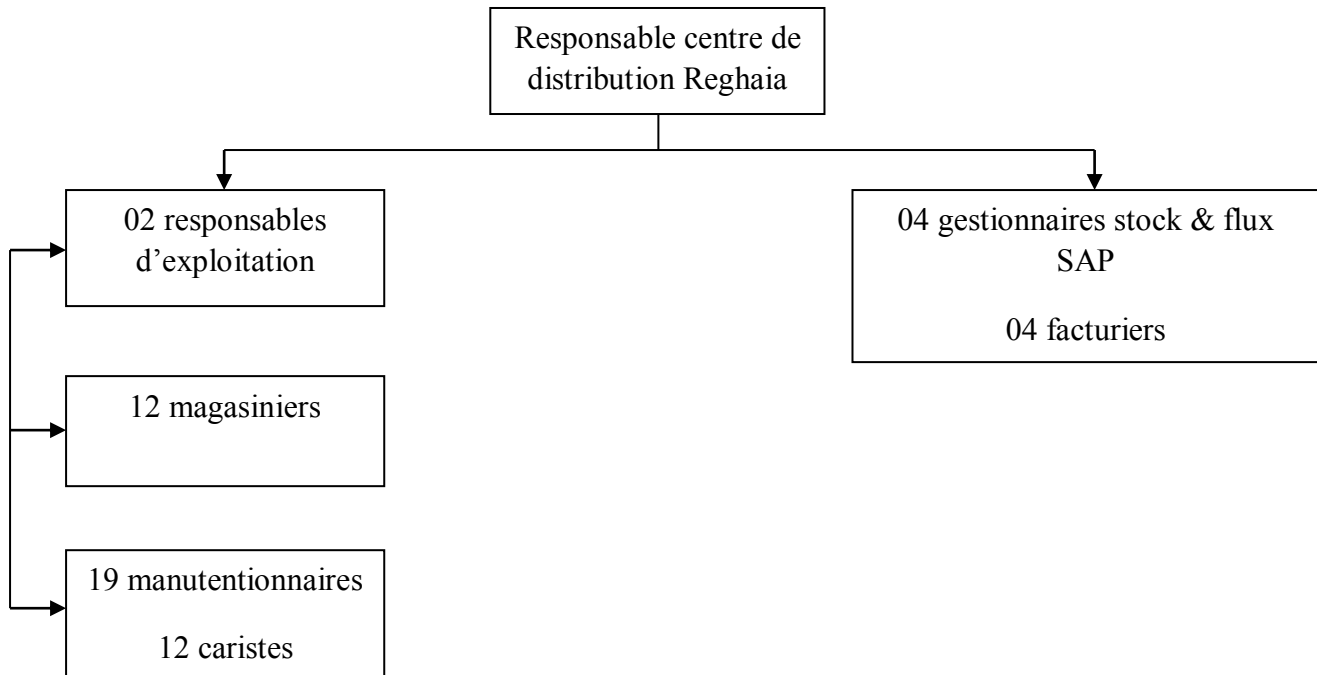 Responsable centre de
distribution Reghaia
02 responsables
d’exploitation
04 gestionnaires stock & flux
SAP
04 facturiers
12 magasiniers
19 manutentionnaires
12 caristes